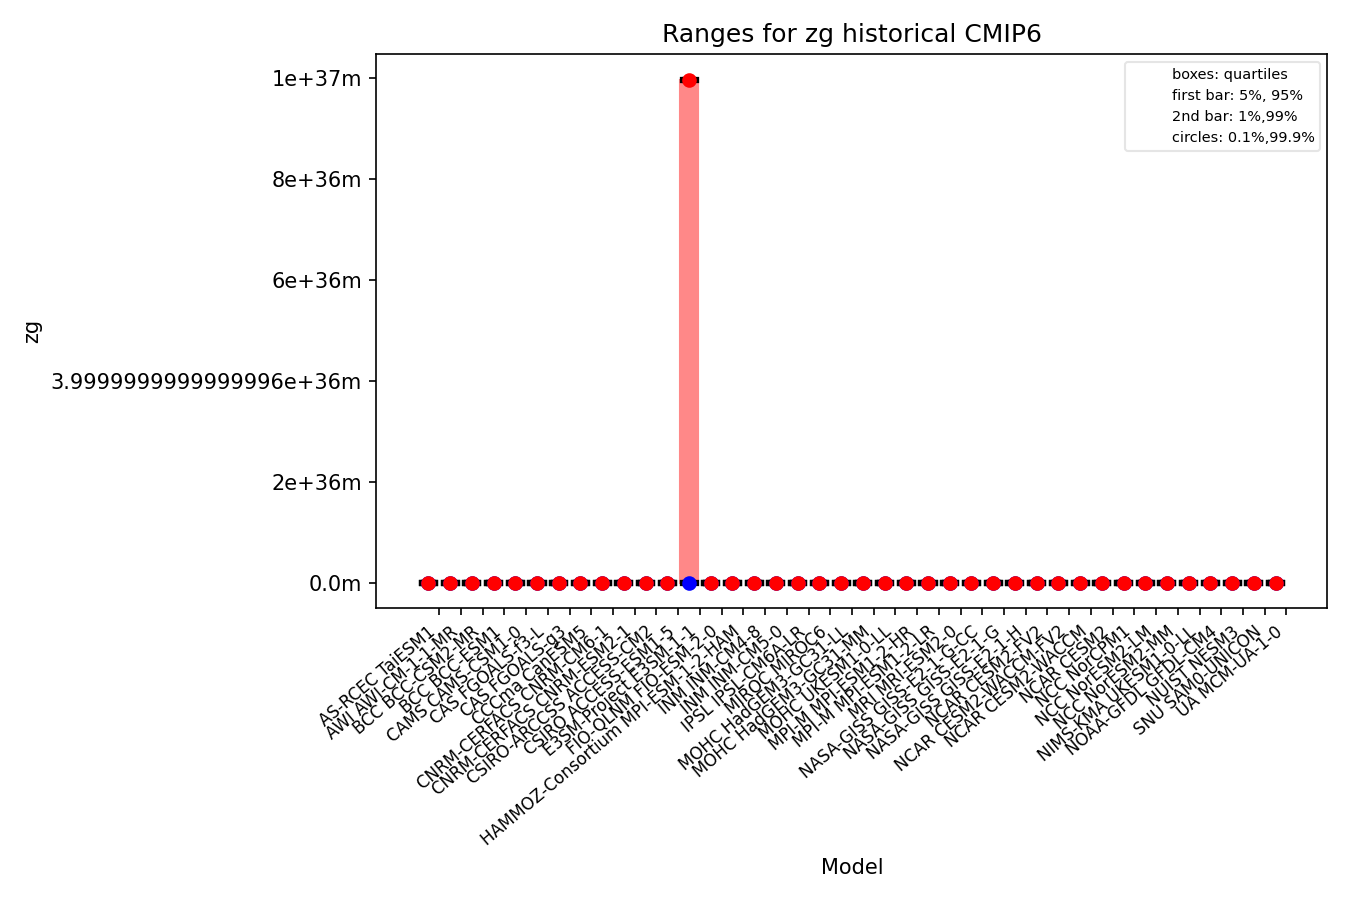 Ranges for zg historical CMIP6
boxes: quartiles
first bar: 5%, 95%
2nd bar: 1%,99%
circles: 0.1%,99.9%
1e+37m
8e+36m
6e+36m
3.9999999999999996e+36m
2e+36m
0.0m
zg
AS-RCEC TaiESM1
AWI AWI-CM-1-1-MR
BCC BCC-CSM2-MR
BCC BCC-ESM1
CAMS CAMS-CSM1-0
CAS FGOALS-f3-L
CAS FGOALS-g3
CCCma CanESM5
CNRM-CERFACS CNRM-CM6-1
CNRM-CERFACS CNRM-ESM2-1
CSIRO-ARCCSS ACCESS-CM2
CSIRO ACCESS-ESM1-5
E3SM-Project E3SM-1-1
FIO-QLNM FIO-ESM-2-0
HAMMOZ-Consortium MPI-ESM-1-2-HAM
INM INM-CM4-8
INM INM-CM5-0
IPSL IPSL-CM6A-LR
MIROC MIROC6
MOHC HadGEM3-GC31-LL
MOHC HadGEM3-GC31-MM
MOHC UKESM1-0-LL
MPI-M MPI-ESM1-2-HR
MPI-M MPI-ESM1-2-LR
MRI MRI-ESM2-0
NASA-GISS GISS-E2-1-G-CC
NASA-GISS GISS-E2-1-G
NASA-GISS GISS-E2-1-H
NCAR CESM2-FV2
NCAR CESM2-WACCM-FV2
NCAR CESM2-WACCM
NCAR CESM2
NCC NorCPM1
NCC NorESM2-LM
NCC NorESM2-MM
NIMS-KMA UKESM1-0-LL
NOAA-GFDL GFDL-CM4
NUIST NESM3
SNU SAM0-UNICON
UA MCM-UA-1-0
Model